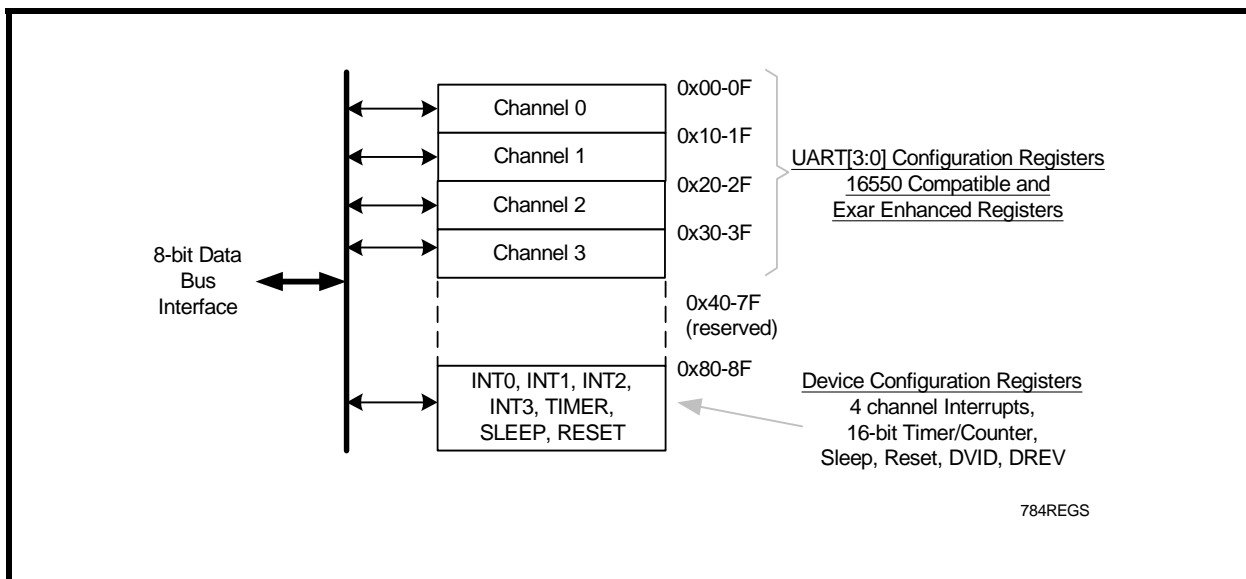 Channel 0
0x00-0F
Channel 1
0x10-1F
Channel 2
0x20-2F
Channel 3
0x30-3F
UART[3:0] Configuration Registers
16550 Compatible and
Exar Enhanced Registers
8-bit Data
Bus
Interface
0x40-7F
(reserved)
0x80-8F
INT0, INT1, INT2,
INT3, TIMER,
SLEEP, RESET
Device Configuration Registers
4 channel Interrupts,
16-bit Timer/Counter,
Sleep, Reset, DVID, DREV
784REGS